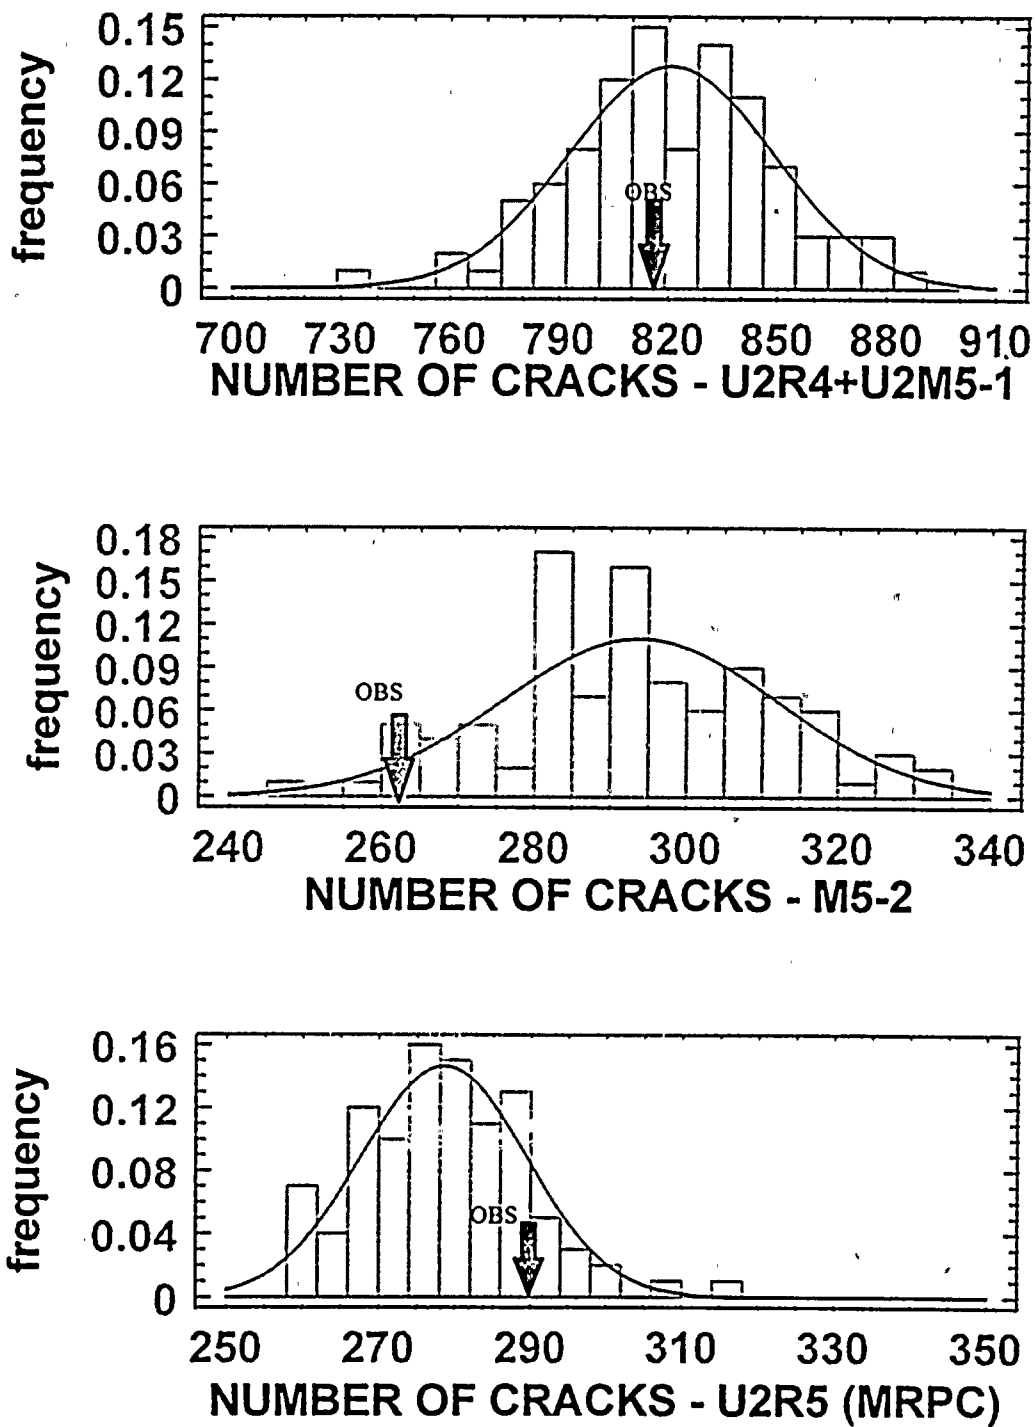 frequency
0.15
0.12
0.09
0.06
0.03
0
OBS
700 730 760 790 820 850 880 910
NUMBER OF CRACKS - U2R4+U2M5-1
frequency
0.18
0.15
0.12
0.09
0.06
0.03
0
OBS
240 260 280 300 320 340
NUMBER OF CRACKS - M5-2
frequency
0.16
0.12
0.08
0.04
0
OBS
250 270 290 310 330 350
NUMBER OF CRACKS - U2R5 (MRPC)